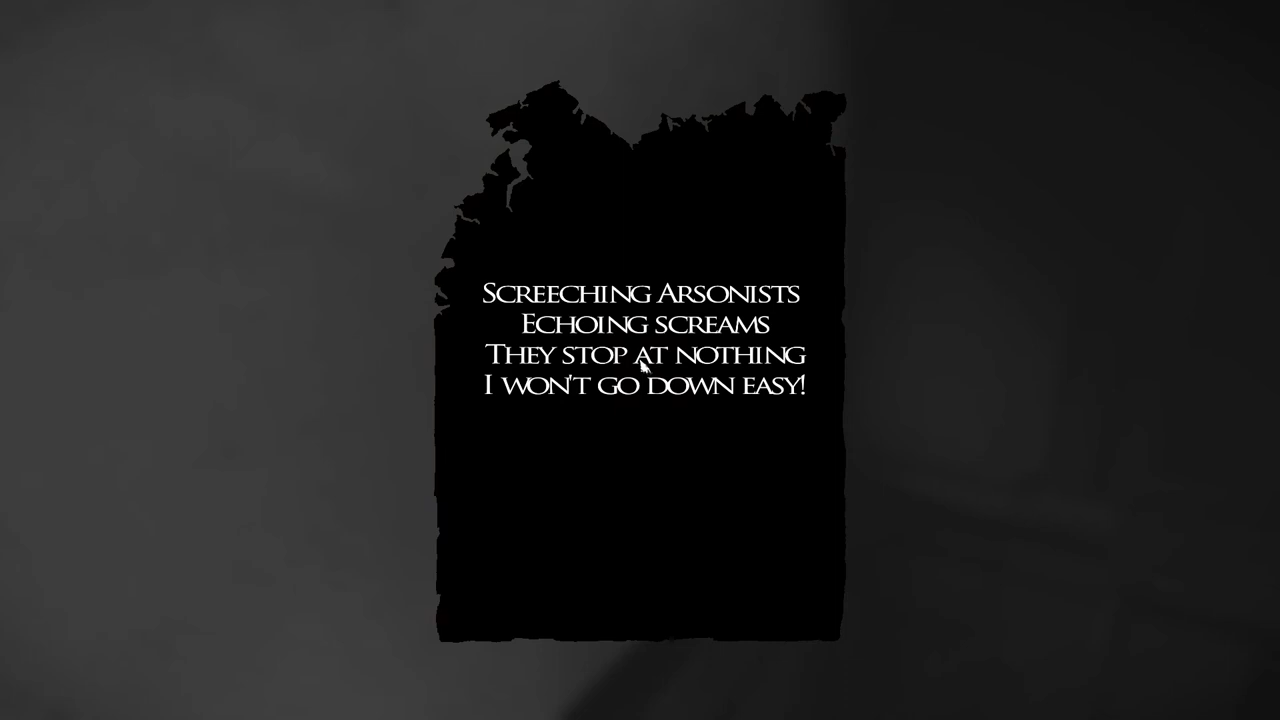 Screeching Arsonists
Echoing screams
They stop at nothing
I won't go down easy!